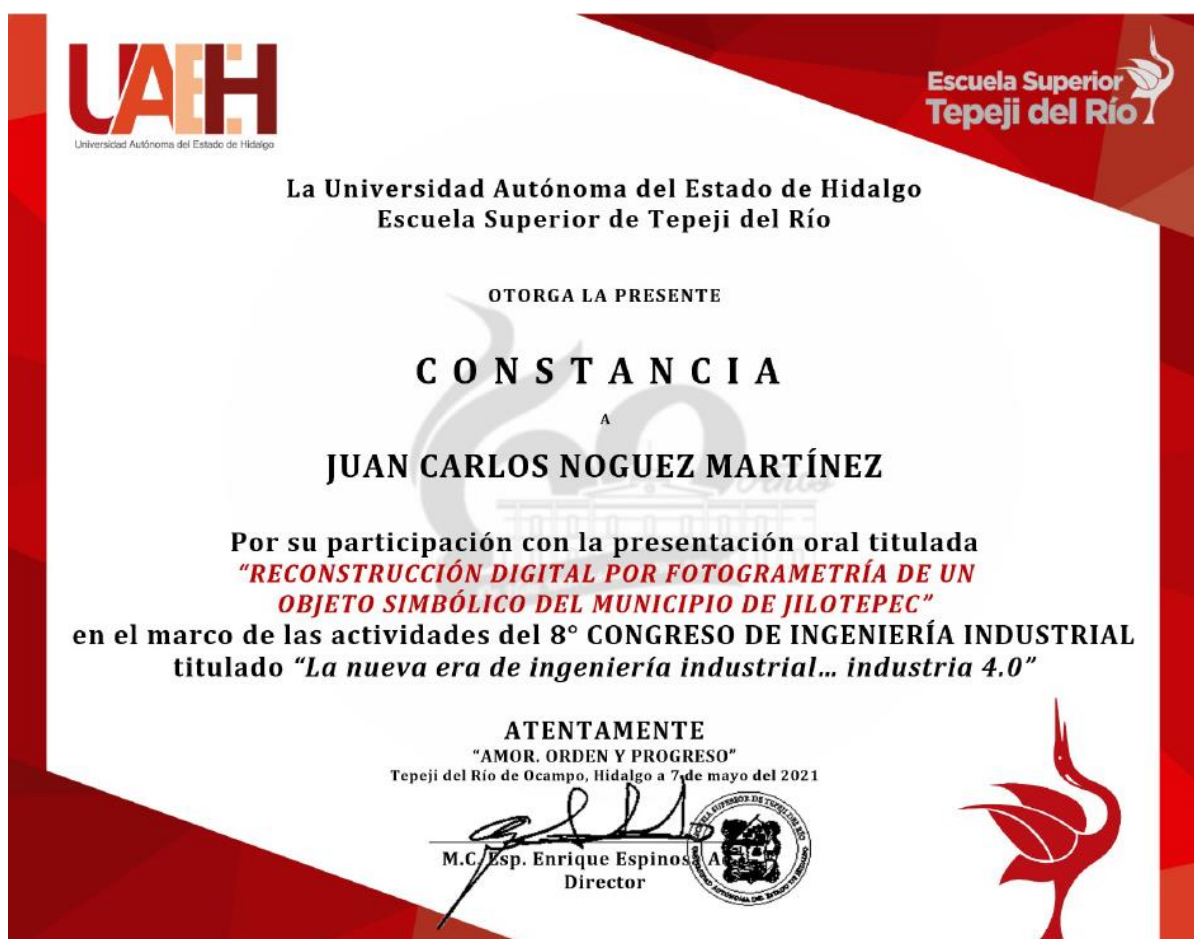 UAEH
Universidad Autónoma del Estado de Hidalgo
Escuela Superior
Tepeji del Río
La Universidad Autónoma del Estado de Hidalgo
Escuela Superior de Tepeji del Río
OTORGA LA PRESENTE
CONSTANCIA
A
JUAN CARLOS NOGUEZ MARTÍNEZ
años
Por su participación con la presentación oral titulada
“RECONSTRUCCIÓN DIGITAL POR FOTOGRAMETRÍA DE UN
OBJETO SIMBÓLICO DEL MUNICIPIO DE JILOTEPEC”
en el marco de las actividades del 8° CONGRESO DE INGENIERÍA INDUSTRIAL
titulado “La nueva era de ingeniería industrial… industria 4.0”
ATENTAMENTE
“AMOR. ORDEN Y PROGRESO”
Tepeji del Río de Ocampo, Hidalgo a 7 de mayo del 2021
M.C. Esp. Enrique Espinosa
Director